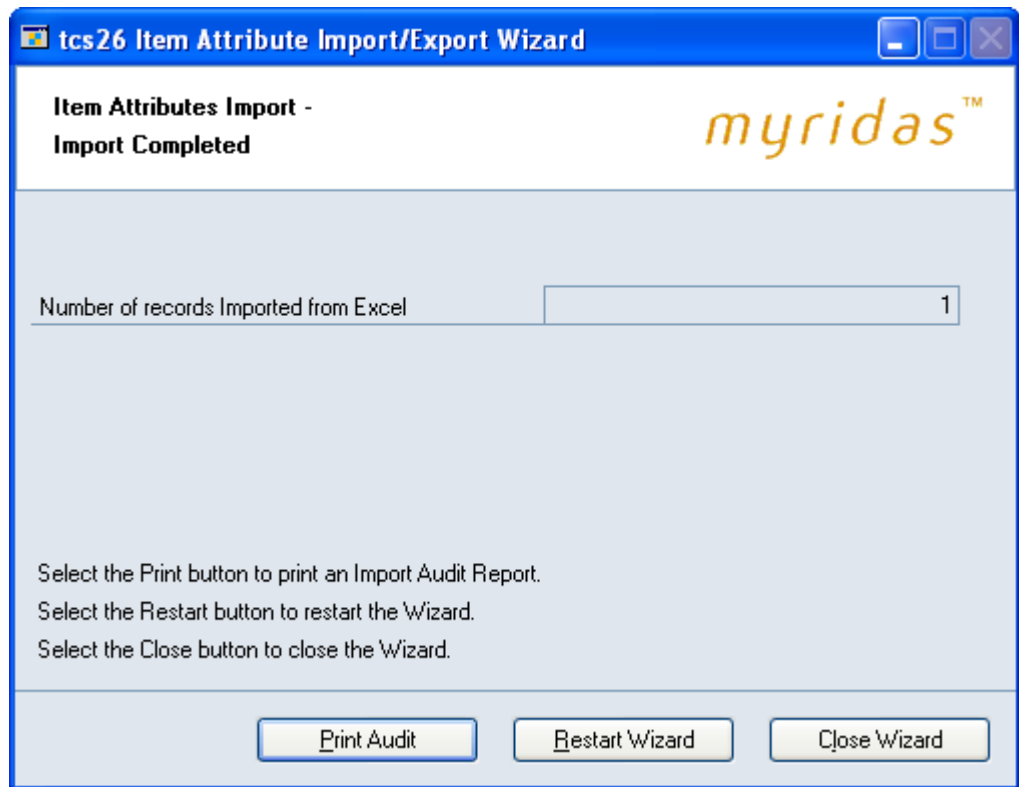 tcs26 Item Attribute Import/Export Wizard
Item Attributes Import -
Import Completed
myridas™
Number of records Imported from Excel 1
Select the Print button to print an Import Audit Report.
Select the Restart button to restart the Wizard.
Select the Close button to close the Wizard.
Print Audit Restart Wizard Close Wizard